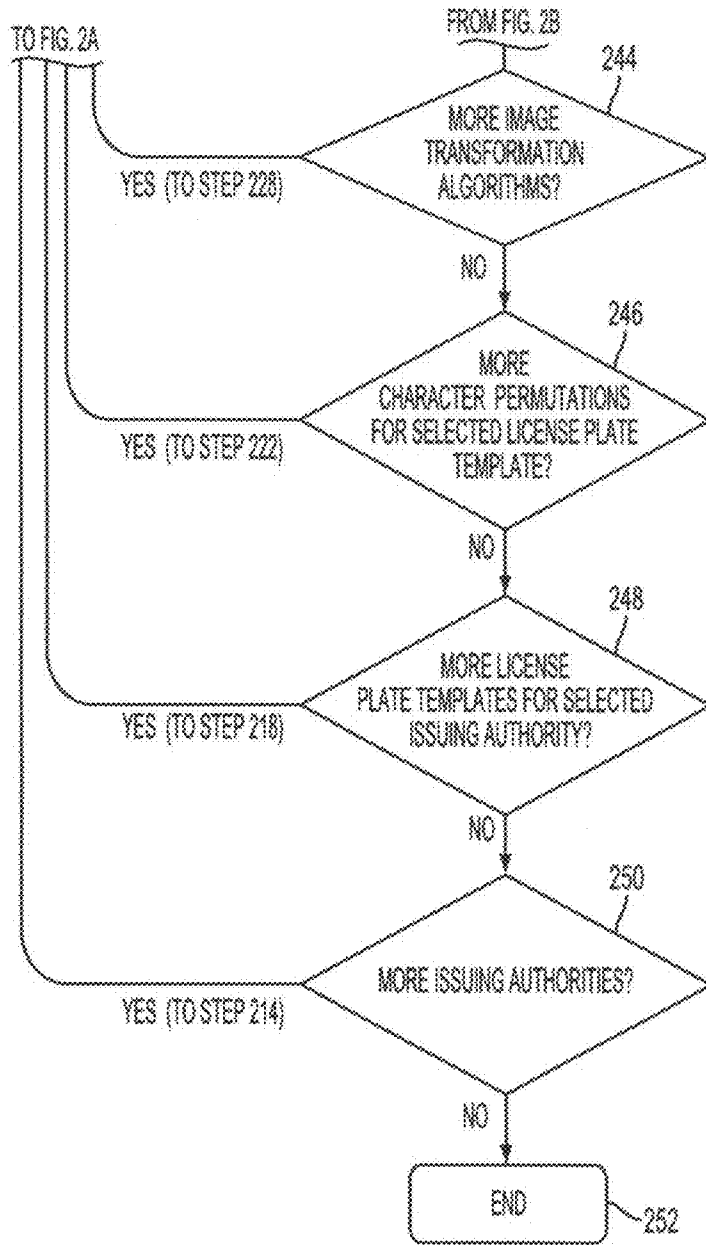 TO FIG. 2A
FROM FIG. 2B
244
MORE IMAGE
TRANSFORMATION
ALGORITHMS?
YES (TO STEP 228)
NO
246
MORE
CHARACTER PERMUTATIONS
FOR SELECTED LICENSE PLATE
TEMPLATE?
YES (TO STEP 222)
NO
248
MORE LICENSE
PLATE TEMPLATES FOR SELECTED
ISSUING AUTHORITY?
YES (TO STEP 218)
NO
250
MORE ISSUING AUTHORITIES?
YES (TO STEP 214)
NO
END
252